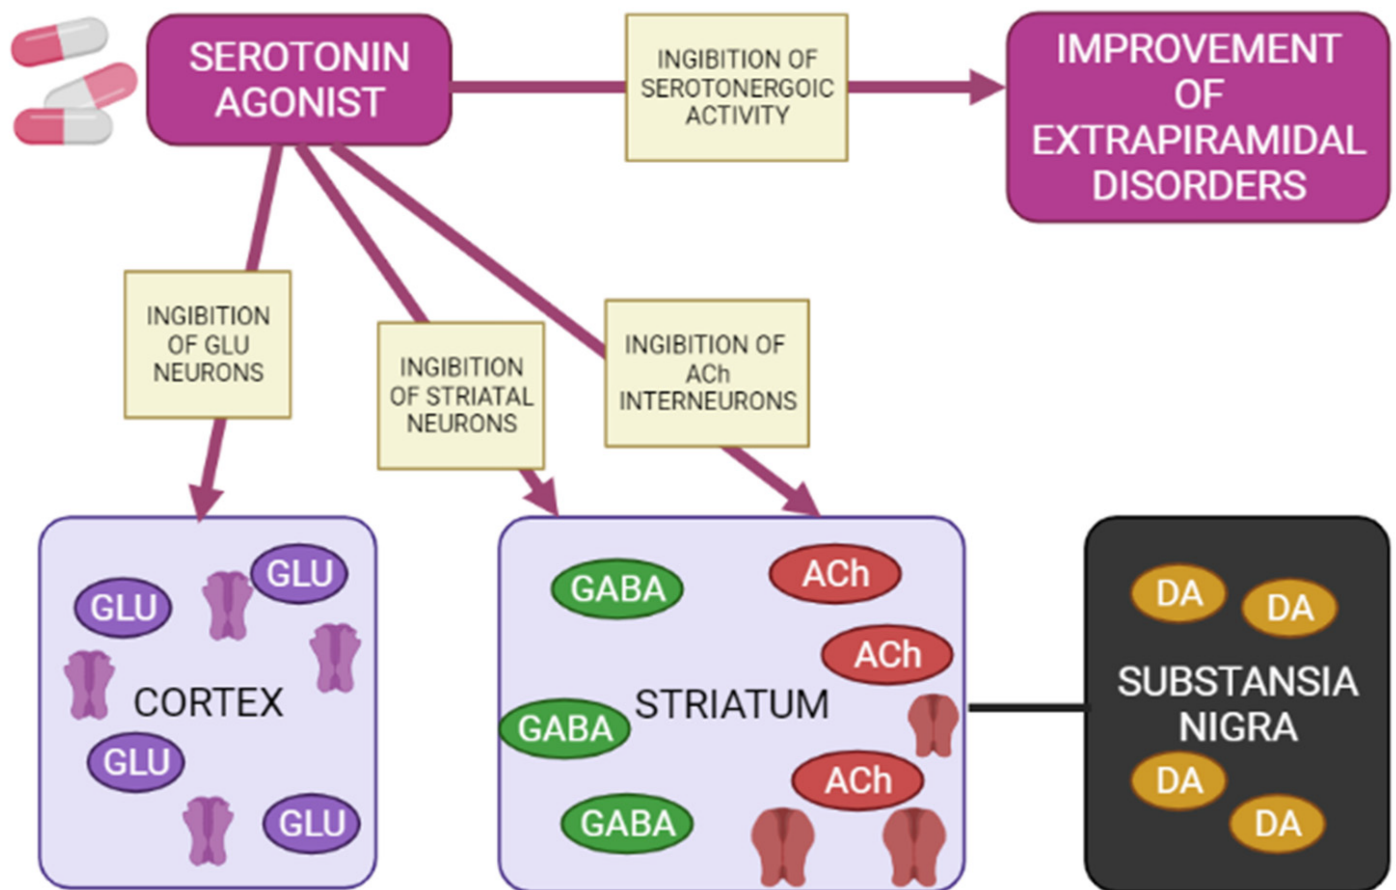 SEROTONIN
AGONIST
INGIBITION OF
SEROTONERGOIC
ACTIVITY
IMPROVEMENT
OF
EXTRAPIRAMIDAL
DISORDERS
INGIBITION
OF GLU
NEURONS
INGIBITION
OF STRIATAL
NEURONS
INGIBITION OF
ACh
INTERNEURONS
GLU
GLU
CORTEX
GLU
GLU
GABA
ACh
ACh
GABA
STRIATUM
ACh
GABA
DA
DA
SUBSTANSIA
NIGRA
DA
DA